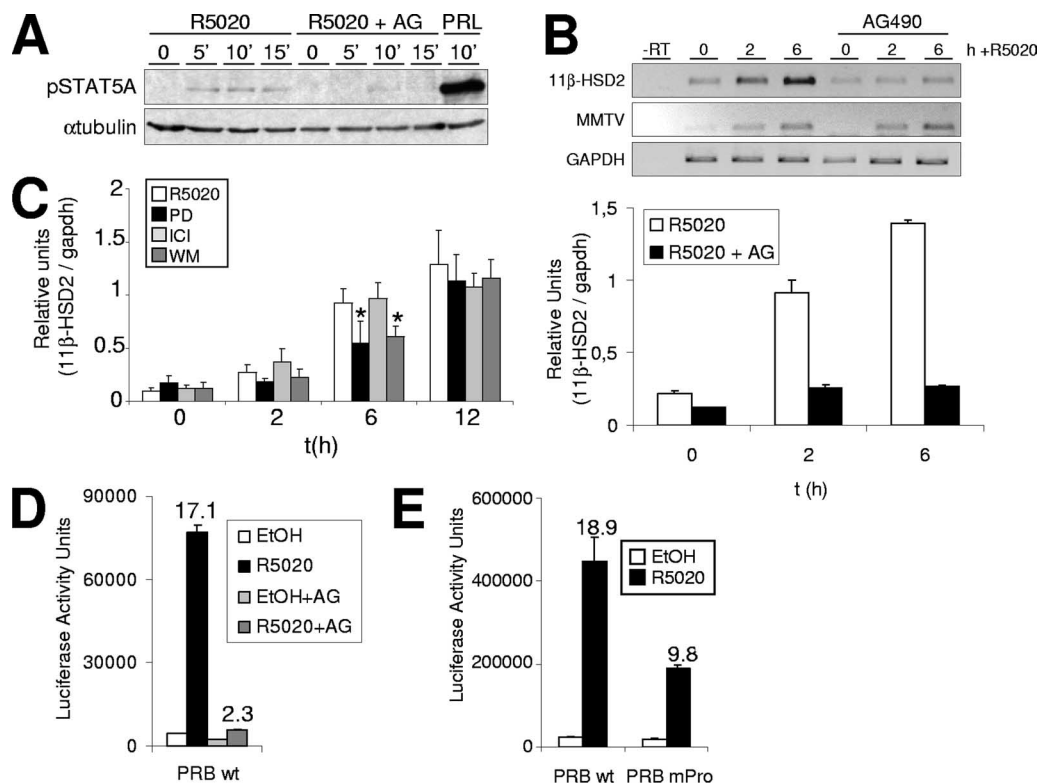 A
R5020 R5020 + AG PRL
0 5’ 10’ 15’ 0 5’ 10’ 15’ 10’
pSTAT5A
αtubulin
B
AG490
-RT 0 2 6 0 2 6 h +R5020
11β-HSD2
MMTV
GAPDH
1,5
1
0.5
0
Relative Units
(11β-HSD2 / gapdh)
R5020
R5020 + AG
0 2 6
t (h)
C
2
1.5
1
0.5
0
Relative units
(11β-HSD2 / gapdh)
R5020
PD
ICI
WM
* *
0 2 6 12
t(h)
D
90000
60000
30000
0
Luciferase Activity Units
17.1
2.3
EtOH
R5020
EtOH+AG
R5020+AG
PRB wt
E
600000
400000
200000
0
Luciferase Activity Units
18.9
9.8
EtOH
R5020
PRB wt PRB mPro